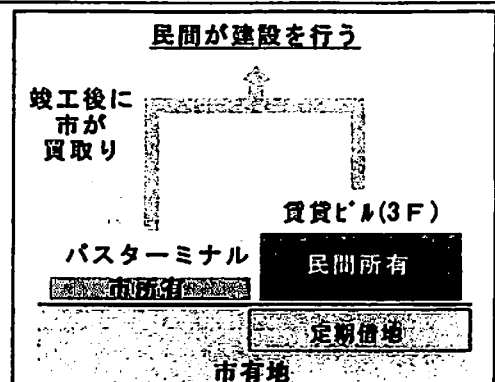 民間が建設を行う
竣工後に
市が
買取り
賃貸ビル(3F)
バスターミナル
民間所有
市所有
定期借地
市有地